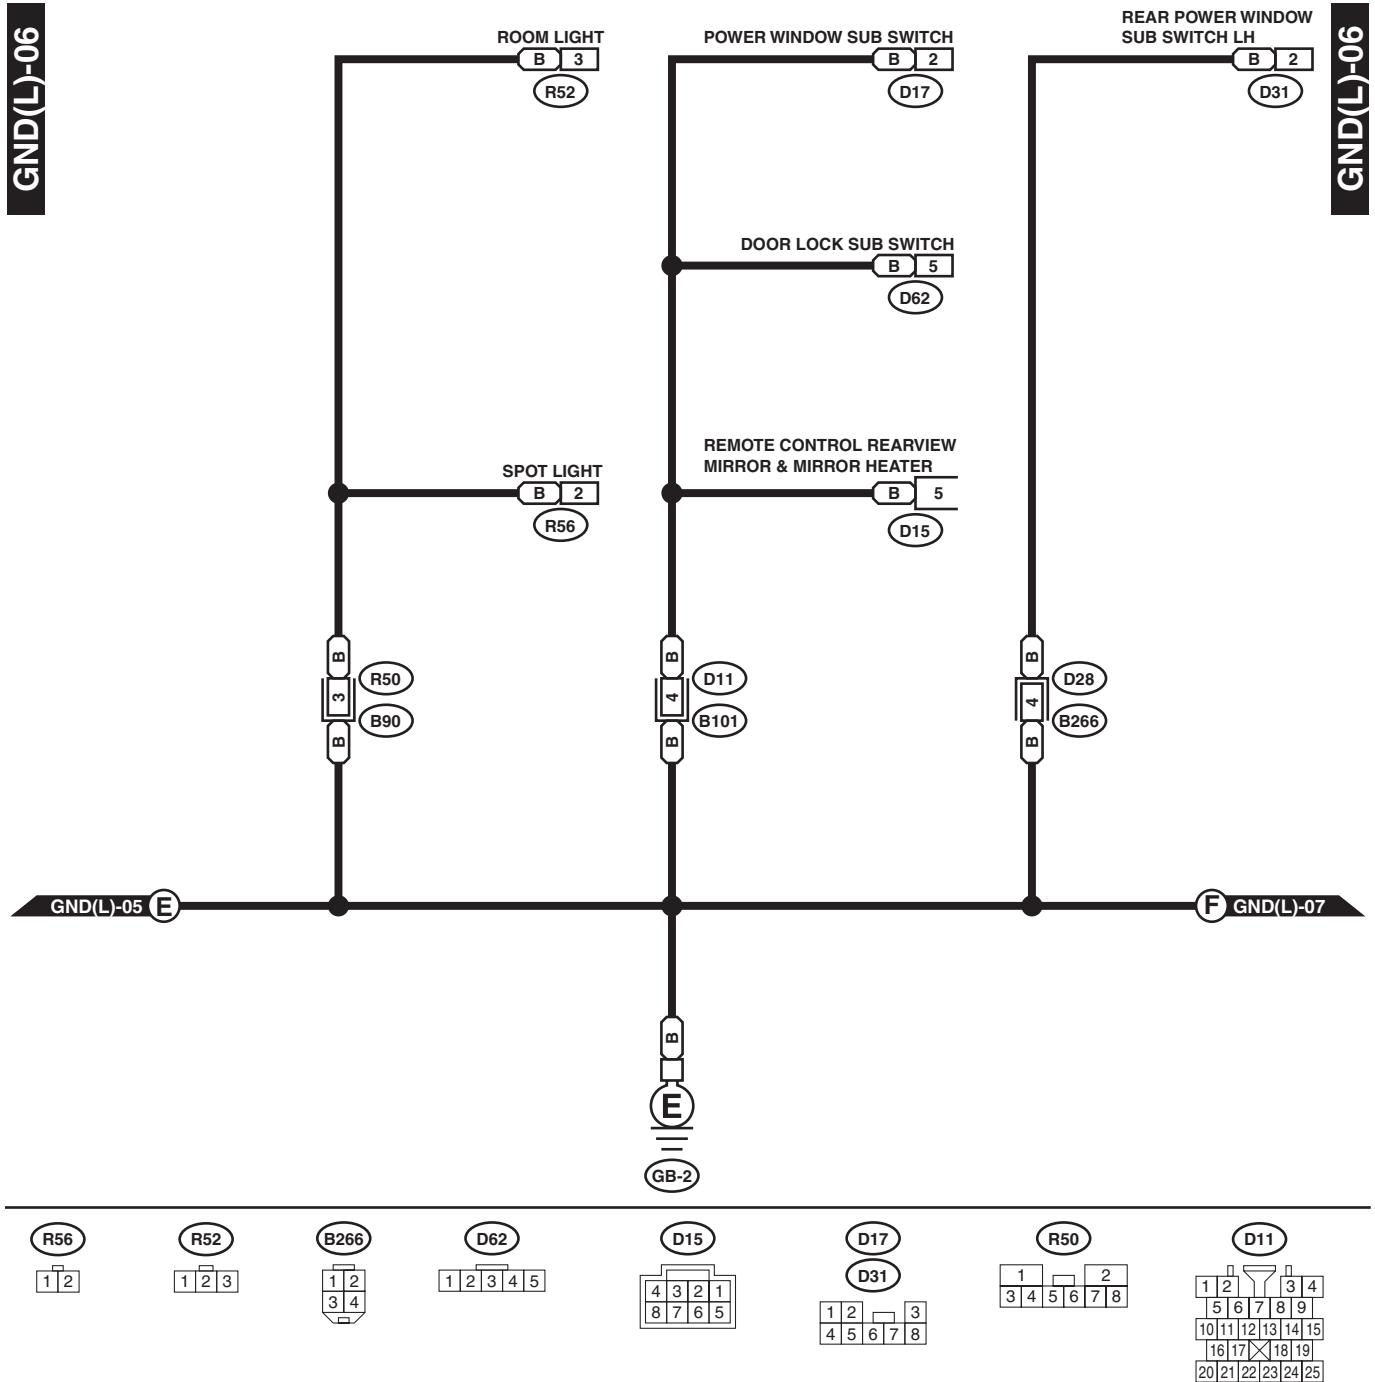 GND(L)-06
GND(L)-06
ROOM LIGHT
B 3
R52
POWER WINDOW SUB SWITCH
B 2
D17
REAR POWER WINDOW
SUB SWITCH LH
B 2
D31
DOOR LOCK SUB SWITCH
B 5
D62
SPOT LIGHT
B 2
R56
REMOTE CONTROL REARVIEW
MIRROR & MIRROR HEATER
B 5
D15
B
3
B
R50
B90
B
4
B
D11
B101
B
4
B
D28
B266
GND(L)-05 E
F GND(L)-07
B
E
GB-2
R56
1 2
R52
1 2 3
B266
1 2
3 4
D62
1 2 3 4 5
D15
4 3 2 1
8 7 6 5
D17
D31
1 2 3
4 5 6 7 8
R50
1 2
3 4 5 6 7 8
D11
1 2 3 4
5 6 7 8 9
10 11 12 13 14 15
16 17 18 19
20 21 22 23 24 25